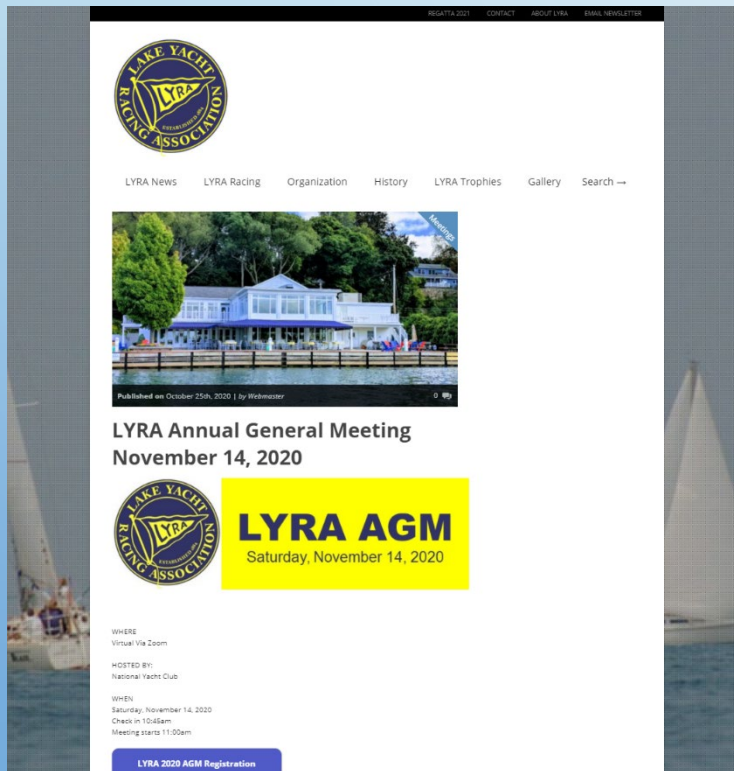 REGATTA 2021 CONTACT ABOUT LYRA EMAIL NEWSLETTER
LAKE YACHT RACING ASSOCIATION
LYRA
ESTABLISHED
LYRA News LYRA Racing Organization History LYRA Trophies Gallery Search →
Meetings
Published on October 25th, 2020 | by Webmaster 0
LYRA Annual General Meeting
November 14, 2020
LAKE YACHT RACING ASSOCIATION
LYRA
ESTABLISHED
LYRA AGM
Saturday, November 14, 2020
WHERE
Virtual Via Zoom
HOSTED BY:
National Yacht Club
WHEN
Saturday, November 14, 2020
Check in 10:45am
Meeting starts 11:00am
LYRA 2020 AGM Registration